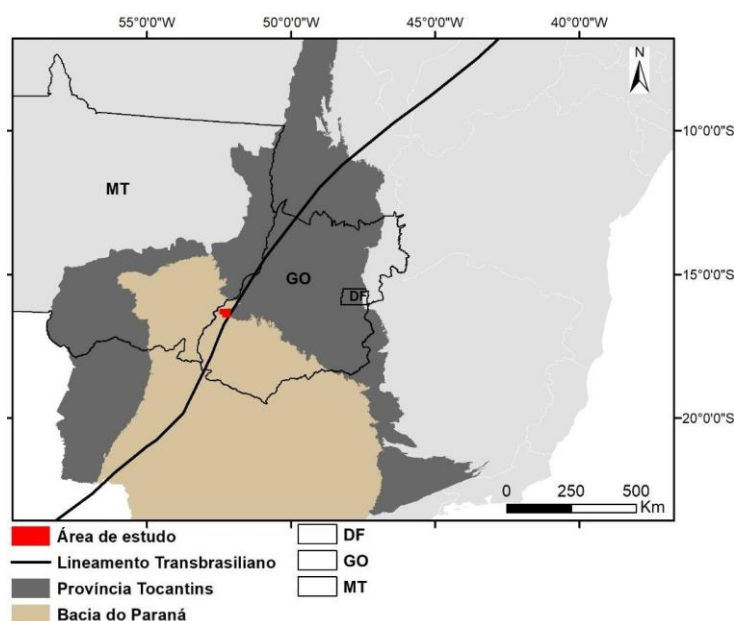 55°0'0"W 50°0'0"W 45°0'0"W 40°0'0"W
N
10°0'0"S
MT
GO
15°0'0"S
DF
20°0'0"S
0 250 500
Km
Área de estudo
DF
Lineamento Transbrasiliano
GO
Província Tocantins
MT
Bacia do Paraná